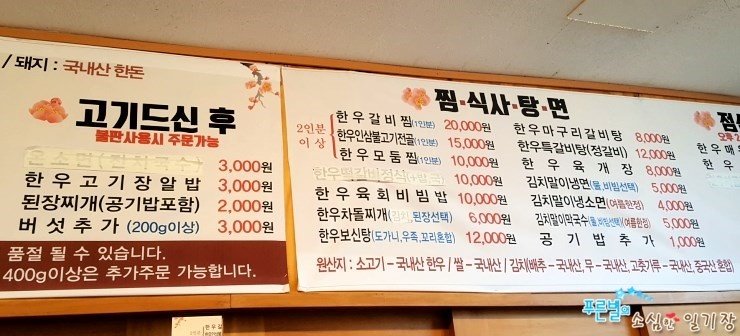 / 돼지 : 국내산 한돈
고기드신 후
불판사용시 주문가능
3,000원
한우고기장알밥 3,000원
된장찌개(공기밥포함) 2,000원
버섯추가 (200g이상) 3,000원
품절 될 수 있습니다.
400g이상은 추가주문 가능합니다.
찜·식사·탕·면
2인분 이상
한우갈비찜(1인분) 20,000원
한우인삼불고기전골(1인분) 15,000원
한우모둠찜(1인분) 10,000원
10,000원
한우육회비빔밥 10,000원
한우차돌찌개(김치,된장선택) 6,000원
한우보신탕(도가니,우족,꼬리혼합) 12,000원
한우마구리갈비탕 8,000원
한우특갈비탕(정갈비) 12,000원
한우육개장 8,000원
김치말이냉면(물,비빔선택) 5,000원
김치말이냉소면(여름한정) 4,000원
김치말이막국수(물,비빔선택)(여름한정) 5,000원
공기밥추가 1,000원
원산지 : 소고기 - 국내산 한우 / 쌀 - 국내산 / 김치(배추 - 국내산, 무 - 국내산, 고춧가루 - 국내산, 중국산 혼합)
점심
한우매
한우
한우
푸른별의 소심한 일기장